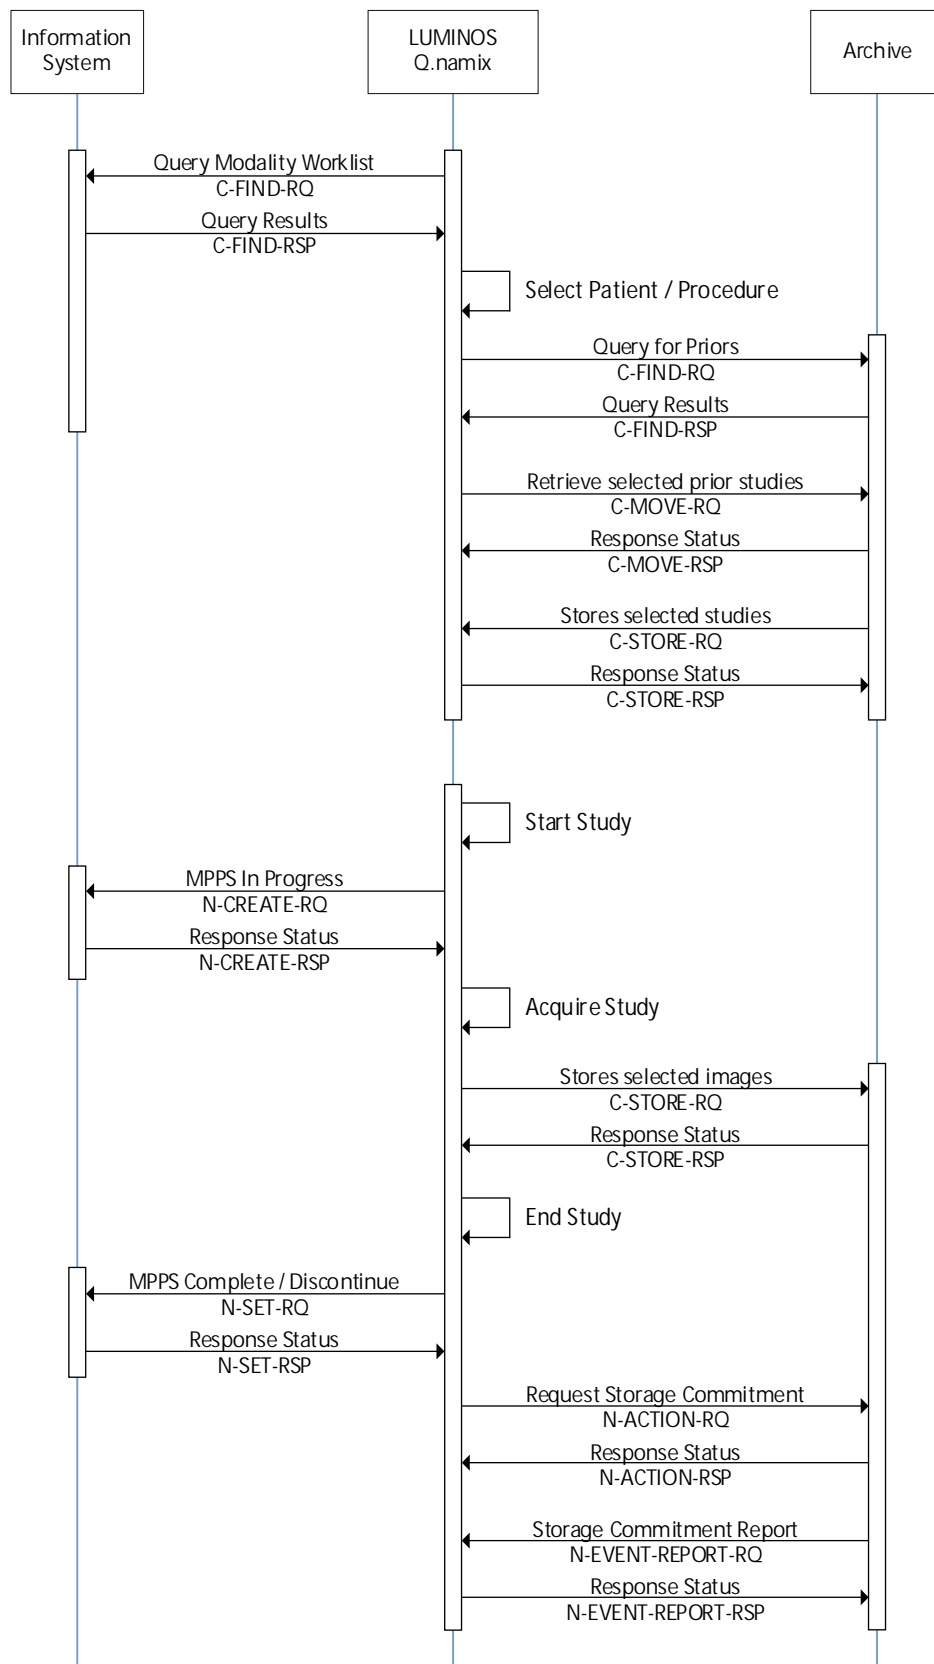 Information
System
LUMINOS
Q.namix
Archive
Query Modality Worklist
C-FIND-RQ
Query Results
C-FIND-RSP
Select Patient / Procedure
Query for Priors
C-FIND-RQ
Query Results
C-FIND-RSP
Retrieve selected prior studies
C-MOVE-RQ
Response Status
C-MOVE-RSP
Stores selected studies
C-STORE-RQ
Response Status
C-STORE-RSP
Start Study
MPPS In Progress
N-CREATE-RQ
Response Status
N-CREATE-RSP
Acquire Study
Stores selected images
C-STORE-RQ
Response Status
C-STORE-RSP
End Study
MPPS Complete / Discontinue
N-SET-RQ
Response Status
N-SET-RSP
Request Storage Commitment
N-ACTION-RQ
Response Status
N-ACTION-RSP
Storage Commitment Report
N-EVENT-REPORT-RQ
Response Status
N-EVENT-REPORT-RSP